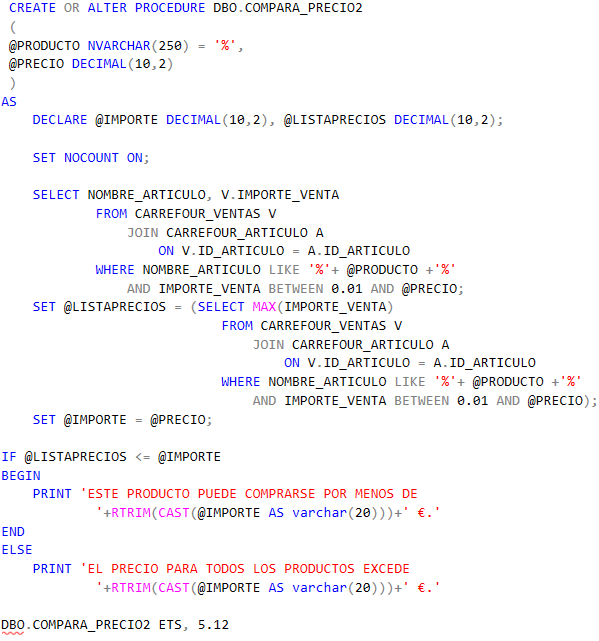 CREATE OR ALTER PROCEDURE DBO.COMPARA_PRECIO2
(
@PRODUCTO NVARCHAR(250) = '%',
@PRECIO DECIMAL(10,2)
)
AS
DECLARE @IMPORTE DECIMAL(10,2), @LISTAPRECIOS DECIMAL(10,2);
SET NOCOUNT ON;
SELECT NOMBRE_ARTICULO, V.IMPORTE_VENTA
FROM CARREFOUR_VENTAS V
JOIN CARREFOUR_ARTICULO A
ON V.ID_ARTICULO = A.ID_ARTICULO
WHERE NOMBRE_ARTICULO LIKE '%'+ @PRODUCTO +'%'
AND IMPORTE_VENTA BETWEEN 0.01 AND @PRECIO;
SET @LISTAPRECIOS = (SELECT MAX(IMPORTE_VENTA)
FROM CARREFOUR_VENTAS V
JOIN CARREFOUR_ARTICULO A
ON V.ID_ARTICULO = A.ID_ARTICULO
WHERE NOMBRE_ARTICULO LIKE '%'+ @PRODUCTO +'%'
AND IMPORTE_VENTA BETWEEN 0.01 AND @PRECIO);
SET @IMPORTE = @PRECIO;
IF @LISTAPRECIOS <= @IMPORTE
BEGIN
PRINT 'ESTE PRODUCTO PUEDE COMPRARSE POR MENOS DE
'+RTRIM(CAST(@IMPORTE AS varchar(20)))+' €.'
END
ELSE
PRINT 'EL PRECIO PARA TODOS LOS PRODUCTOS EXCEDE
'+RTRIM(CAST(@IMPORTE AS varchar(20)))+' €.'
DBO.COMPARA_PRECIO2 ETS, 5.12